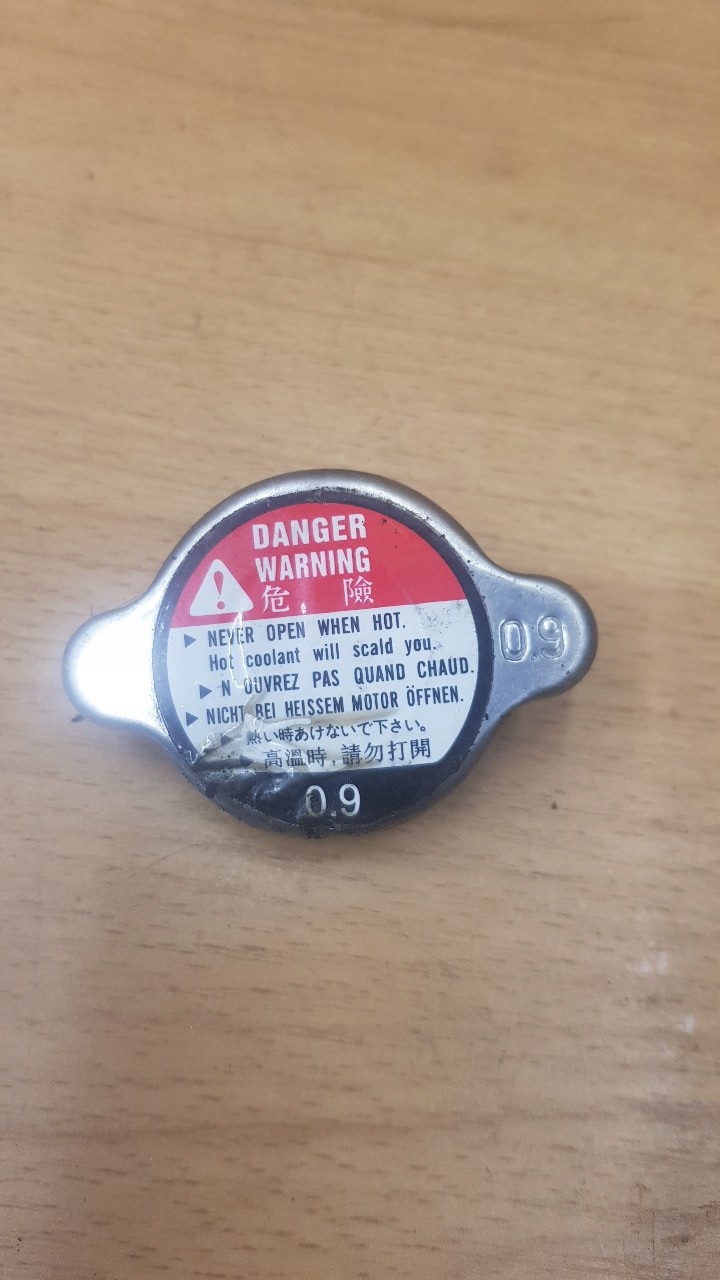 DANGER
WARNING
危 險
▶ NEVER OPEN WHEN HOT.
Hot coolant will scald you.
▶ N'OUVREZ PAS QUAND CHAUD.
▶ NICHT BEI HEISSEM MOTOR ÖFFNEN.
▶ 熱い時あけないで下さい。
▶ 高溫時,請勿打開
0.9
0.9